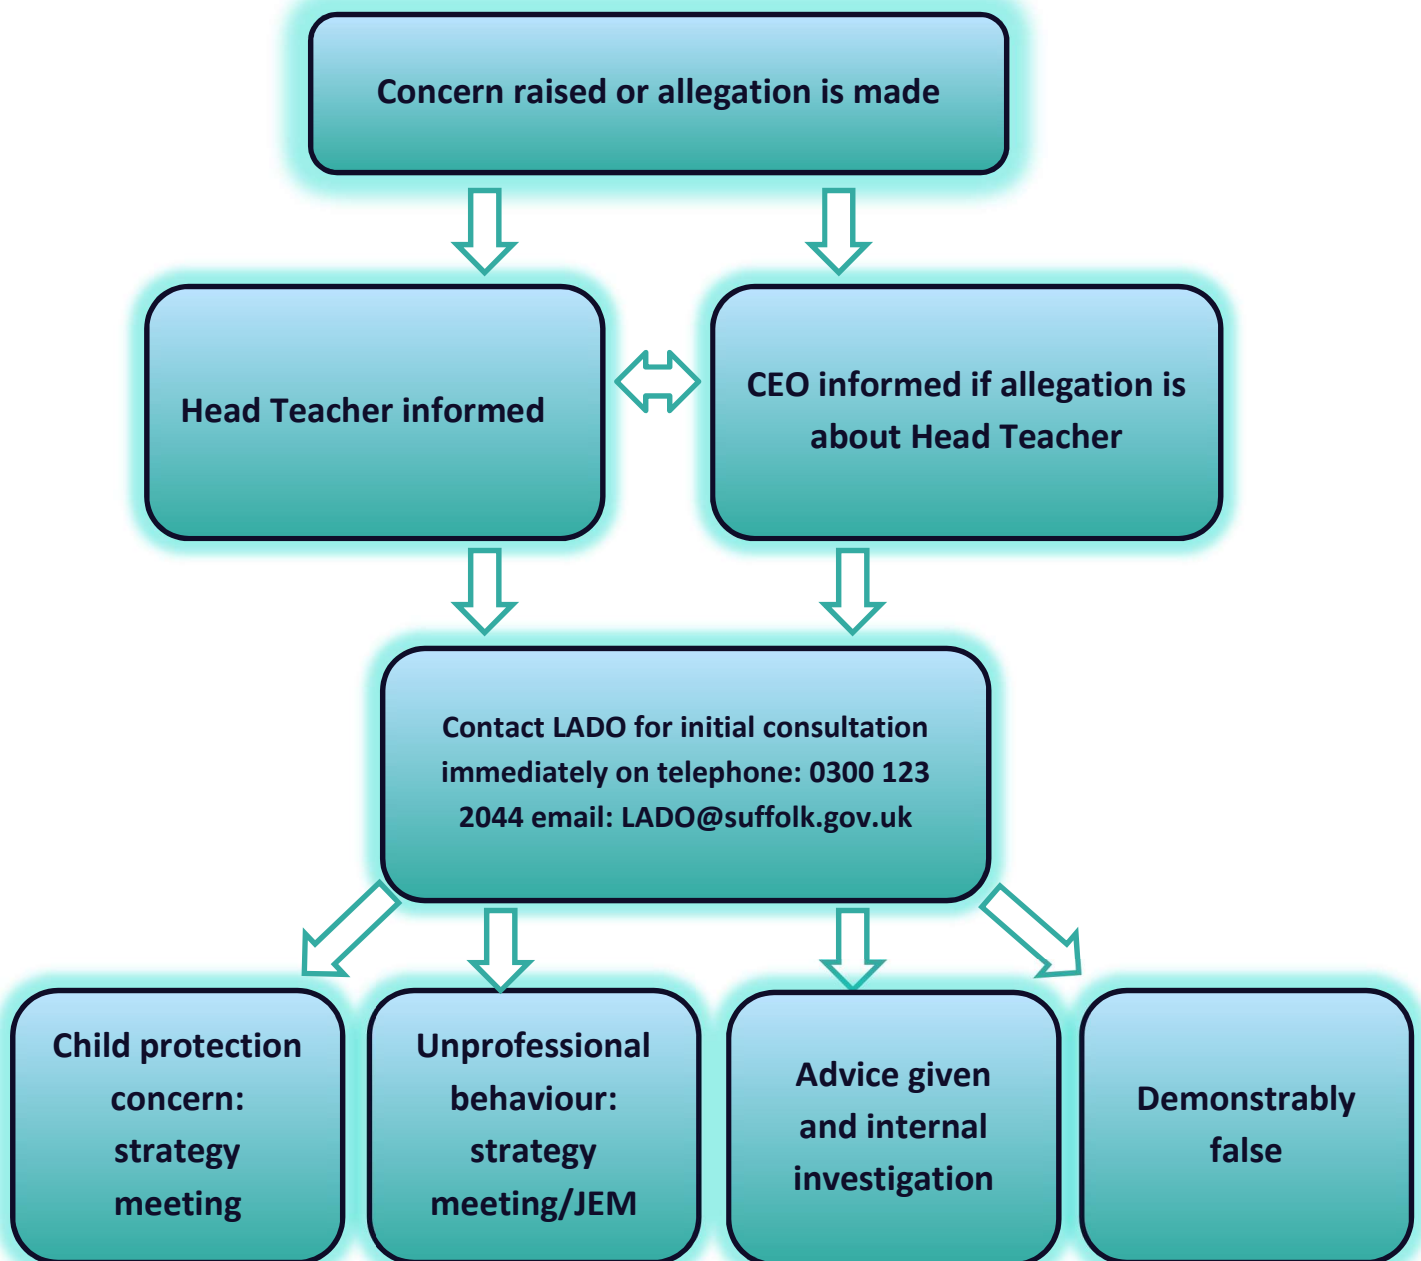 Concern raised or allegation is made
Head Teacher informed
CEO informed if allegation is
about Head Teacher
Contact LADO for initial consultation
immediately on telephone: 0300 123
2044 email: LADO@suffolk.gov.uk
Child protection
concern:
strategy
meeting
Unprofessional
behaviour:
strategy
meeting/JEM
Advice given
and internal
investigation
Demonstrably
false